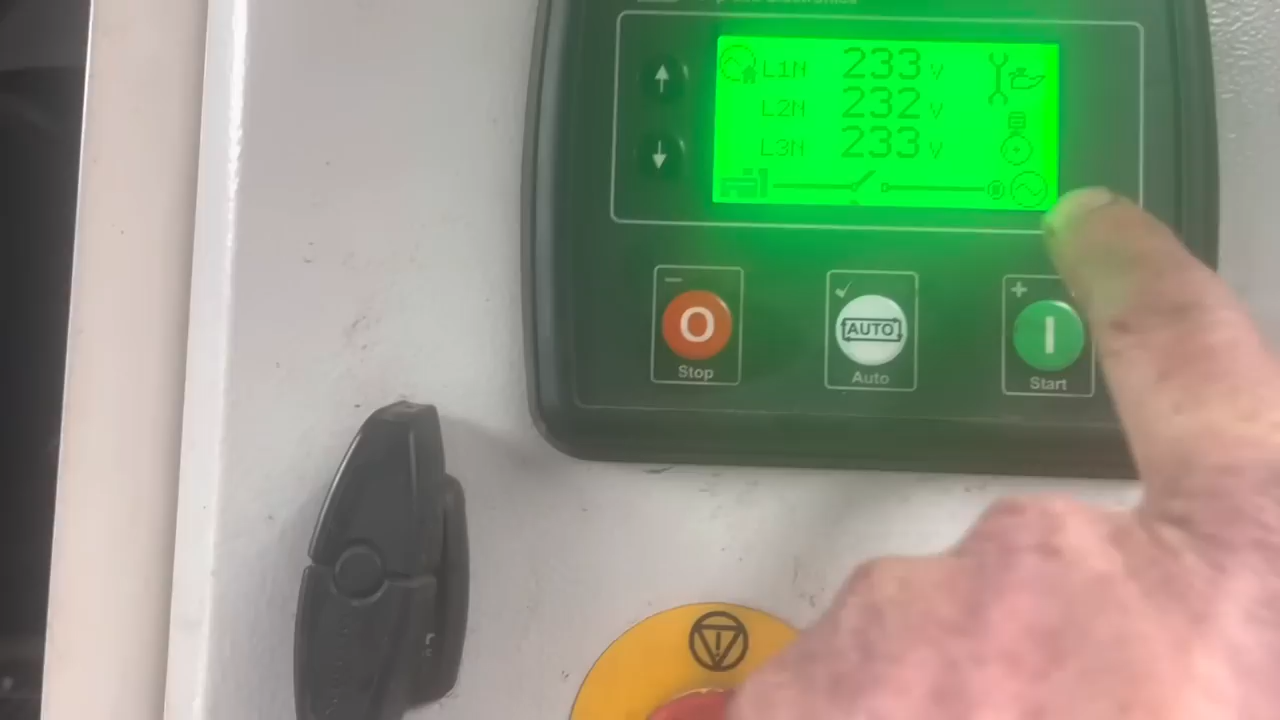 L1N 233 V
L2N 232 V
L3N 233 V
O
AUTO
I
Stop
Auto
Start